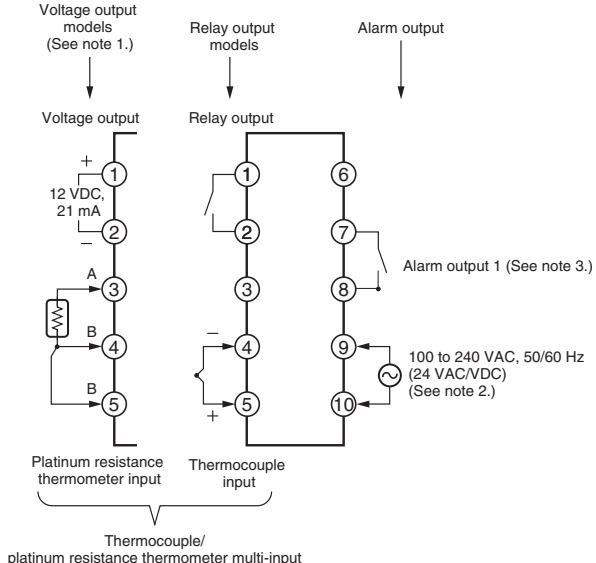 Voltage output
models
(See note 1.)
Relay output
models
Alarm output
Voltage output
Relay output
+
12 VDC,
21 mA
−
1
2
A
3
B
4
B
5
1
2
3
−
4
+
5
6
7
8
Alarm output 1 (See note 3.)
9
10
100 to 240 VAC, 50/60 Hz
(24 VAC/VDC)
(See note 2.)
Platinum resistance
thermometer input
Thermocouple
input
Thermocouple/
platinum resistance thermometer multi-input